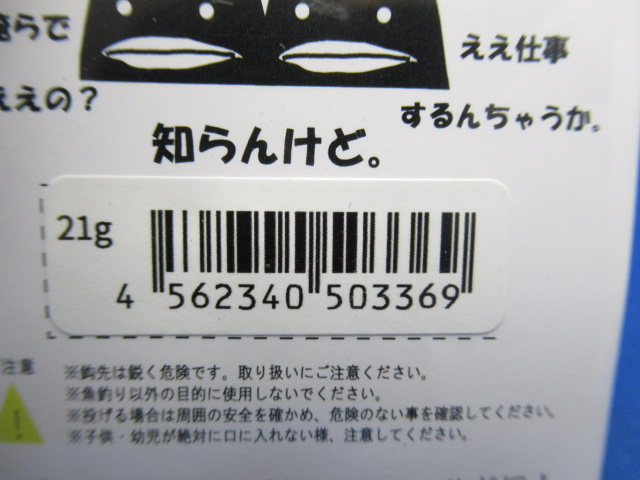 俺らで
ええの？
ええ仕事
するんちゃうか。
知らんけど。
21g
4 562340 503369
注意
※鈎先は鋭く危険です。取り扱いにご注意ください。
※魚釣り以外の目的に使用しないでください。
※投げる場合は周囲の安全を確かめ、危険のない事を確認してください。
※子供・幼児が絶対に口に入れない様、注意してください。